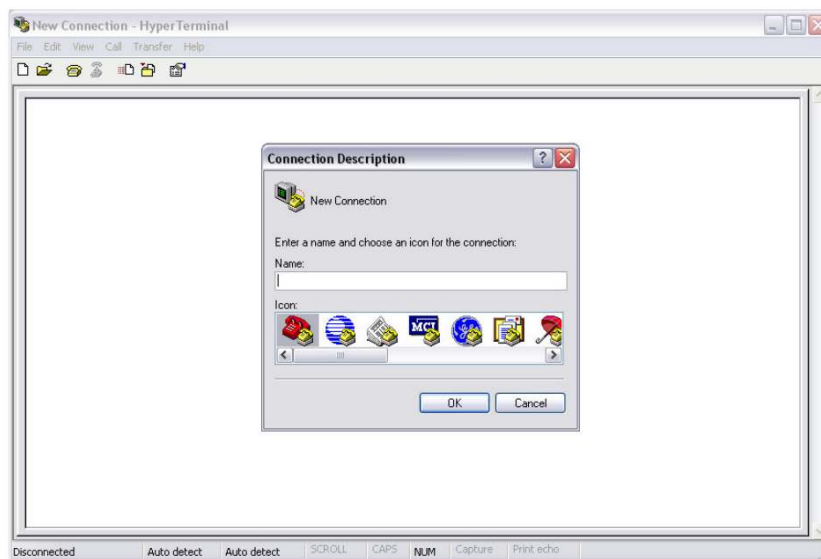 New Connection - HyperTerminal
File Edit View Call Transfer Help
Connection Description
New Connection
Enter a name and choose an icon for the connection:
Name:
Icon:
MCI
OK Cancel
Disconnected Auto detect Auto detect SCROLL CAPS NUM Capture Print echo